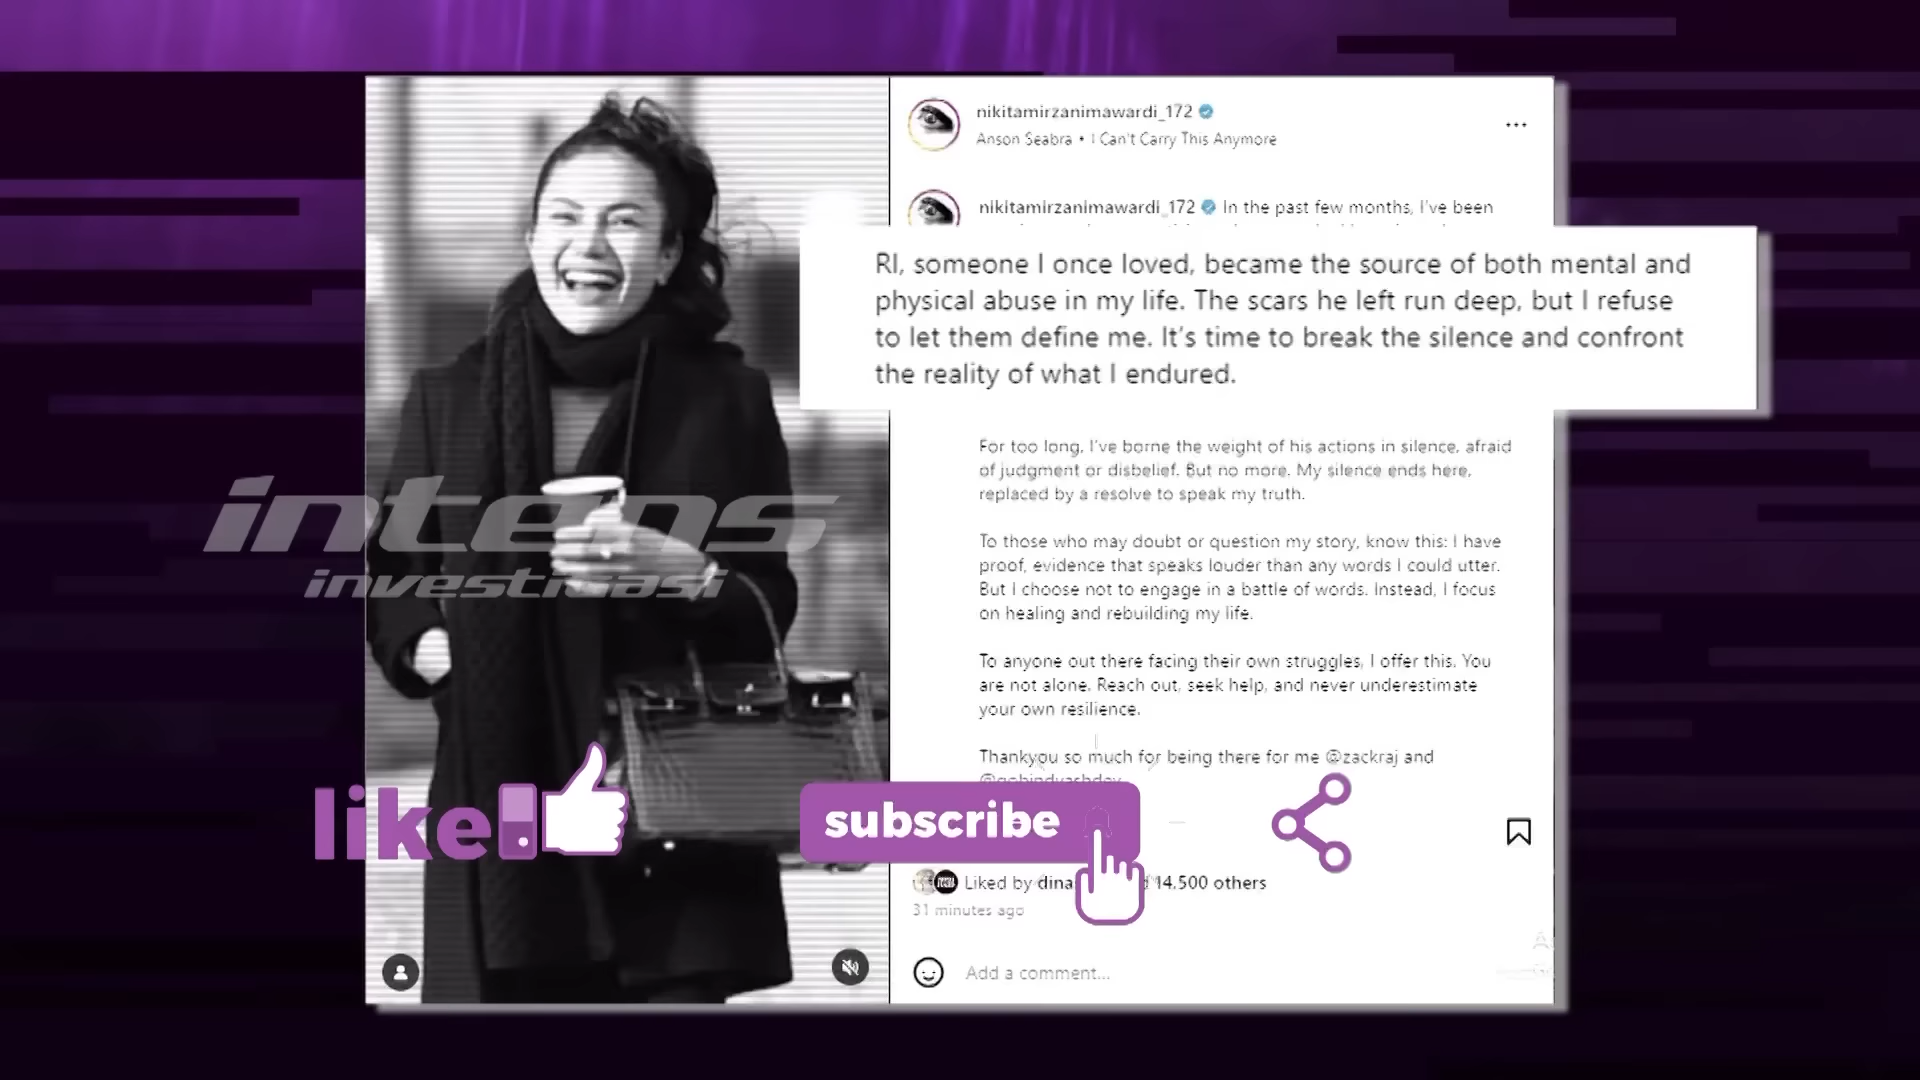 nikitamirzanimawardi_172
Anson Seabra • I Can't Carry This Anymore
nikitamirzanimawardi_172 In the past few months, I've been
RI, someone I once loved, became the source of both mental and
physical abuse in my life. The scars he left run deep, but I refuse
to let them define me. It's time to break the silence and confront
the reality of what I endured.
For too long, I've borne the weight of his actions in silence, afraid
of judgment or disbelief. But no more. My silence ends here,
replaced by a resolve to speak my truth.
To those who may doubt or question my story, know this: I have
proof, evidence that speaks louder than any words I could utter.
But I choose not to engage in a battle of words. Instead, I focus
on healing and rebuilding my life.
To anyone out there facing their own struggles, I offer this. You
are not alone. Reach out, seek help, and never underestimate
your own resilience.
Thankyou so much for being there for me @zackraj and
intens
investigasi
like
subscribe
Liked by 14.500 others
31 minutes ago
Add a comment...